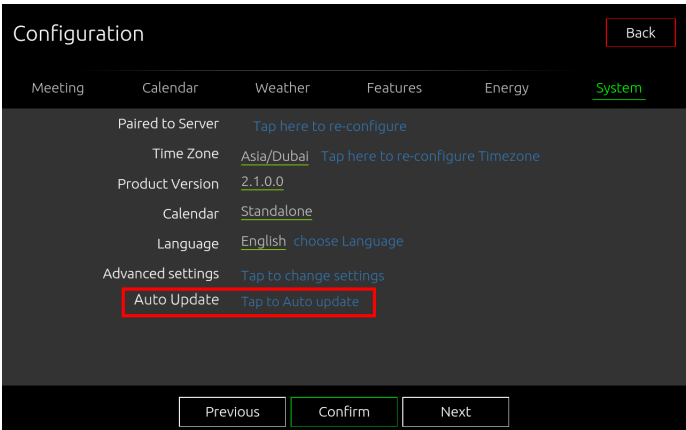 Configuration Back
Meeting Calendar Weather Features Energy System
Paired to Server Tap here to re-configure
Time Zone Asia/Dubai Tap here to re-configure Timezone
Product Version 2.1.0.0
Calendar Standalone
Language English choose Language
Advanced settings Tap to change settings
Auto Update Tap to Auto update
Previous Confirm Next